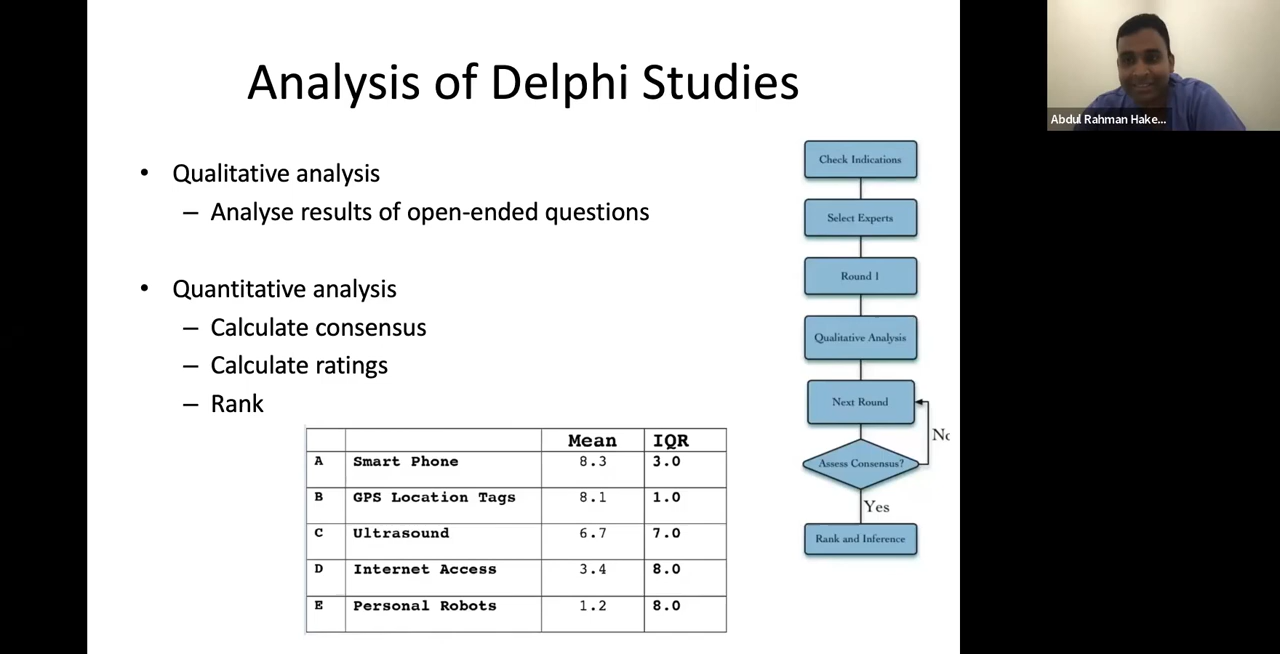 Analysis of Delphi Studies
• Qualitative analysis
– Analyse results of open-ended questions
• Quantitative analysis
– Calculate consensus
– Calculate ratings
– Rank
Mean IQR
A Smart Phone 8.3 3.0
B GPS Location Tags 8.1 1.0
C Ultrasound 6.7 7.0
D Internet Access 3.4 8.0
E Personal Robots 1.2 8.0
Check Indications
Select Experts
Round 1
Qualitative Analysis
Next Round
No
Assess Consensus?
Yes
Rank and Inference
Abdul Rahman Hake...